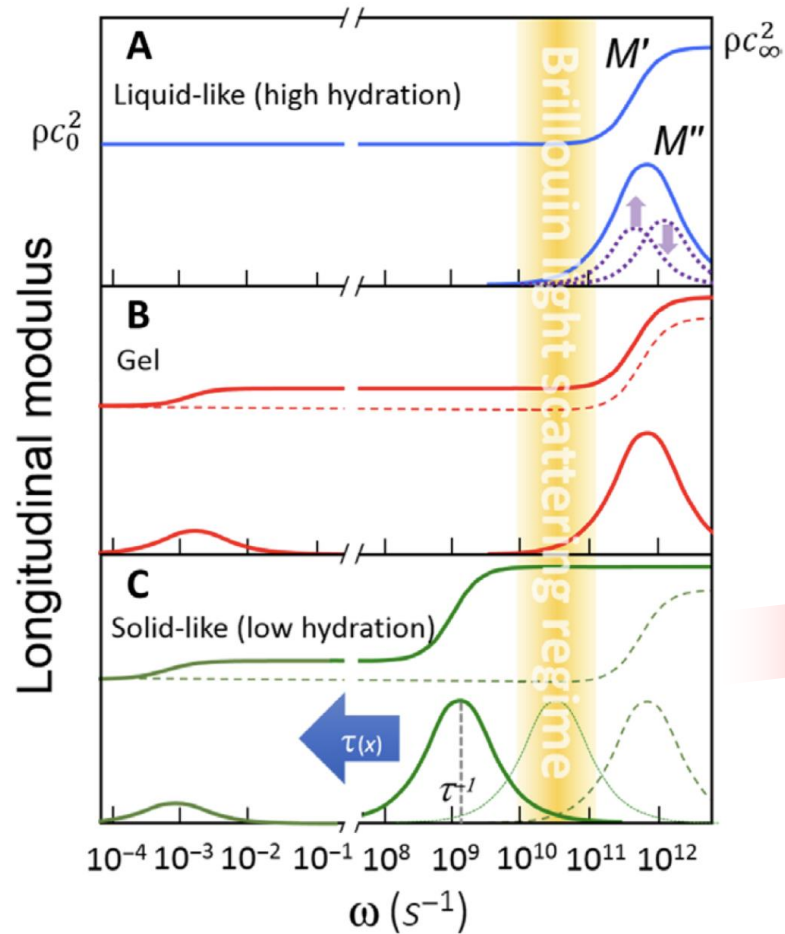 A
Liquid-like (high hydration)
M′
ρc∞²
ρc₀²
M″
B
Gel
C
Solid-like (low hydration)
τ(x)
τ⁻¹
Brillouin light scattering regime
Longitudinal modulus
10⁻⁴ 10⁻³ 10⁻² 10⁻¹ 10⁸ 10⁹ 10¹⁰ 10¹¹ 10¹²
ω (s⁻¹)